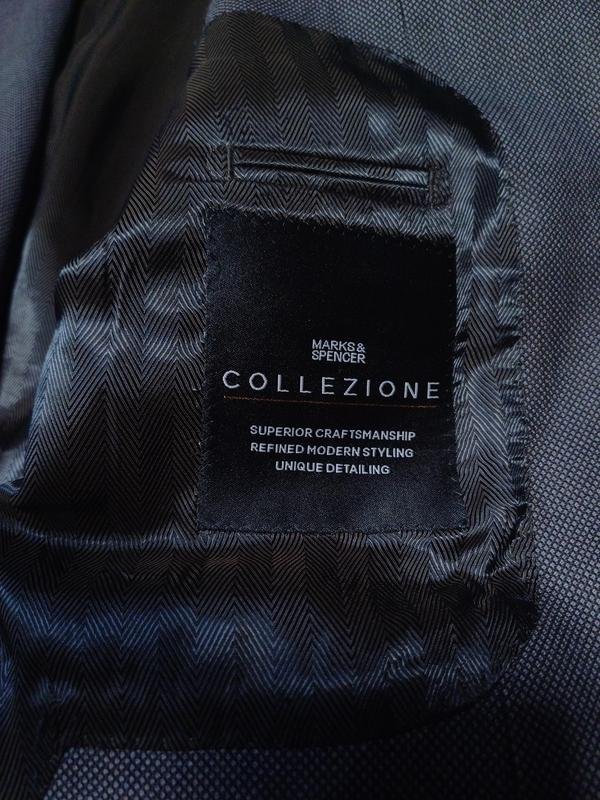 MARKS&
SPENCER
COLLEZIONE
SUPERIOR CRAFTSMANSHIP
REFINED MODERN STYLING
UNIQUE DETAILING